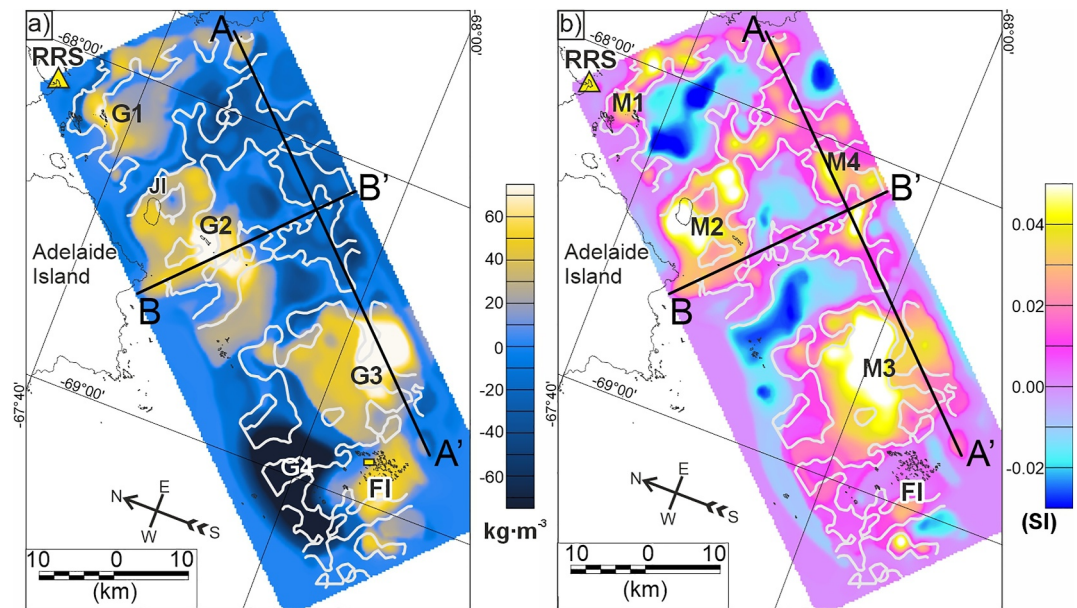 a)
-68°00'
-68°00'
RRS
A
G1
JI
B'
G2
Adelaide
Island
B
G3
-69°00'
-67°40'
A'
G4
FI
N
E
W
S
10 0 10
(km)
60
40
20
0
-20
-40
-60
kg·m-3
b)
-68°00'
-68°00'
RRS
A
M1
M4
B'
M2
Adelaide
Island
B
M3
-69°00'
-67°40'
A'
FI
N
E
W
S
10 0 10
(km)
0.04
0.02
0.00
-0.02
(SI)